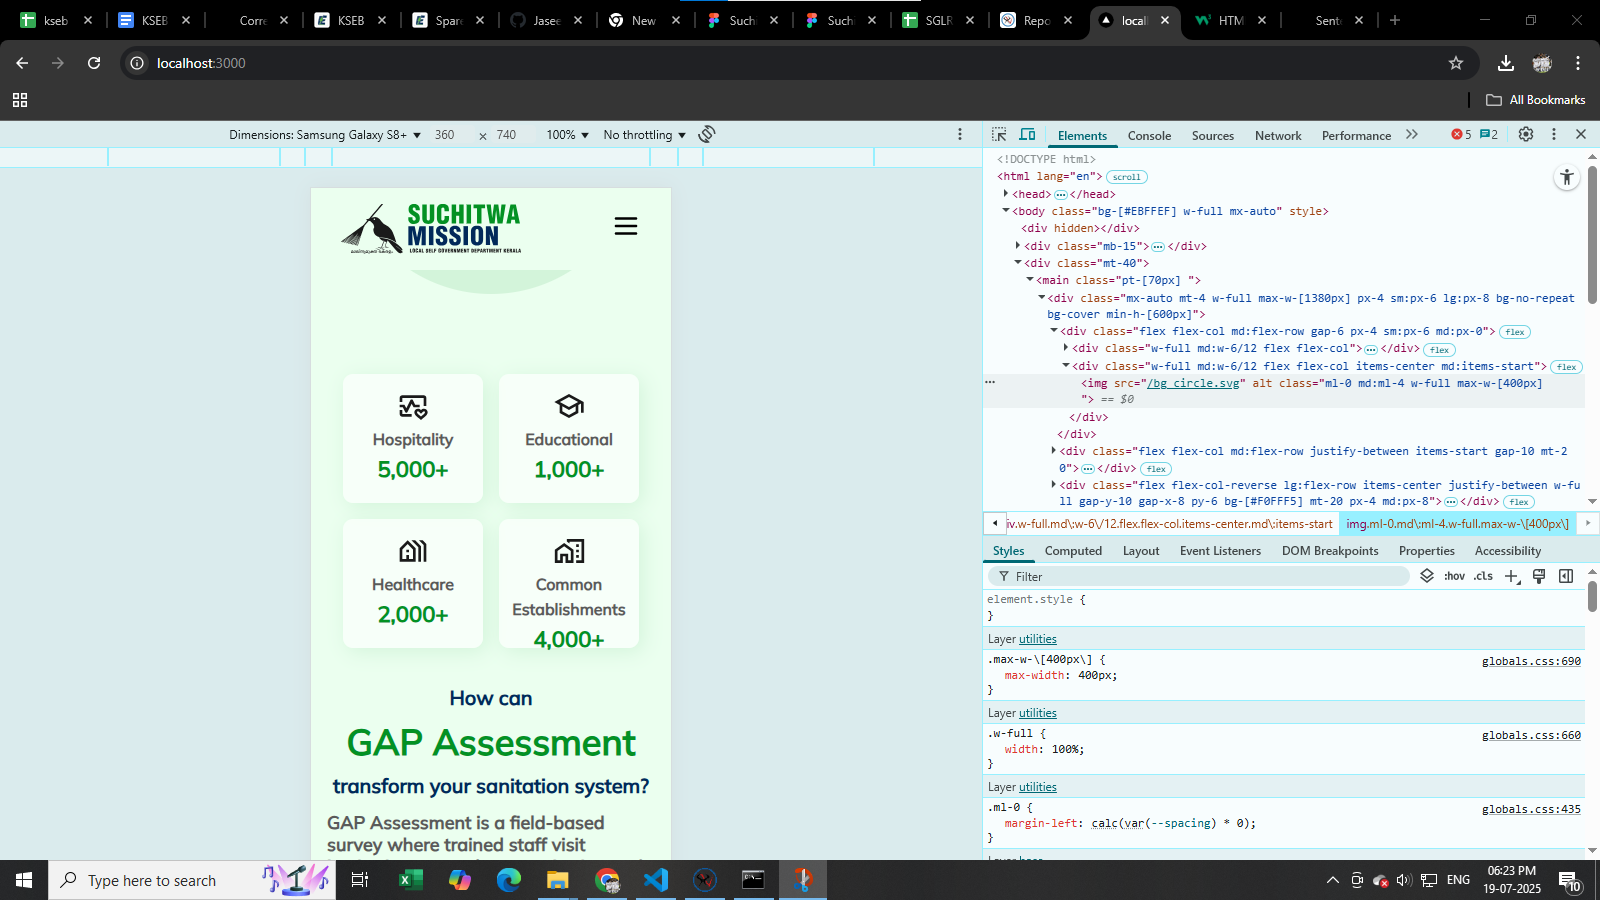 kseb
KSEB
Corre
KSEB
Spare
Jasee
New
Suchi
Suchi
SGLR
Repo
locall
HTM
Sent
localhost:3000
All Bookmarks
Dimensions: Samsung Galaxy S8+ 360 × 740 100% No throttling
Elements Console Sources Network Performance 5 2
<!DOCTYPE html>
<html lang="en"> scroll
<head> </head>
<body class="bg-[#EBFFEF] w-full mx-auto" style>
<div hidden></div>
<div class="mb-15"> </div>
<div class="mt-40">
<main class="pt-[70px] ">
<div class="mx-auto mt-4 w-full max-w-[1380px] px-4 sm:px-6 lg:px-8 bg-no-repeat
bg-cover min-h-[600px]">
<div class="flex flex-col md:flex-row gap-6 px-4 sm:px-6 md:px-0"> flex
<div class="w-full md:w-6/12 flex flex-col"> </div> flex
<div class="w-full md:w-6/12 flex flex-col items-center md:items-start"> flex
<img src="/bg_circle.svg" alt class="ml-0 md:ml-4 w-full max-w-[400px]
"> == $0
</div>
</div>
<div class="flex flex-col md:flex-row justify-between items-start gap-10 mt-2
0"> </div> flex
<div class="flex flex-col-reverse lg:flex-row items-center justify-between w-fu
ll gap-y-10 gap-x-8 py-6 bg-[#F0FFF5] mt-20 px-4 md:px-8"> </div> flex
iv.w-full.md\:w-6\/12.flex.flex-col.items-center.md\:items-start img.ml-0.md\:ml-4.w-full.max-w-\[400px\]
Styles Computed Layout Event Listeners DOM Breakpoints Properties Accessibility
Filter :hov .cls
element.style {
}
Layer utilities
.max-w-\[400px\] { globals.css:690
max-width: 400px;
}
Layer utilities
.w-full { globals.css:660
width: 100%;
}
Layer utilities
.ml-0 { globals.css:435
margin-left: calc(var(--spacing) * 0);
}
SUCHITWA
MISSION
LOCAL SELF GOVERNMENT DEPARTMENT KERALA
Hospitality
5,000+
Educational
1,000+
Healthcare
2,000+
Common
Establishments
4,000+
How can
GAP Assessment
transform your sanitation system?
GAP Assessment is a field-based
survey where trained staff visit
Type here to search
ENG
06:23 PM
19-07-2025
10